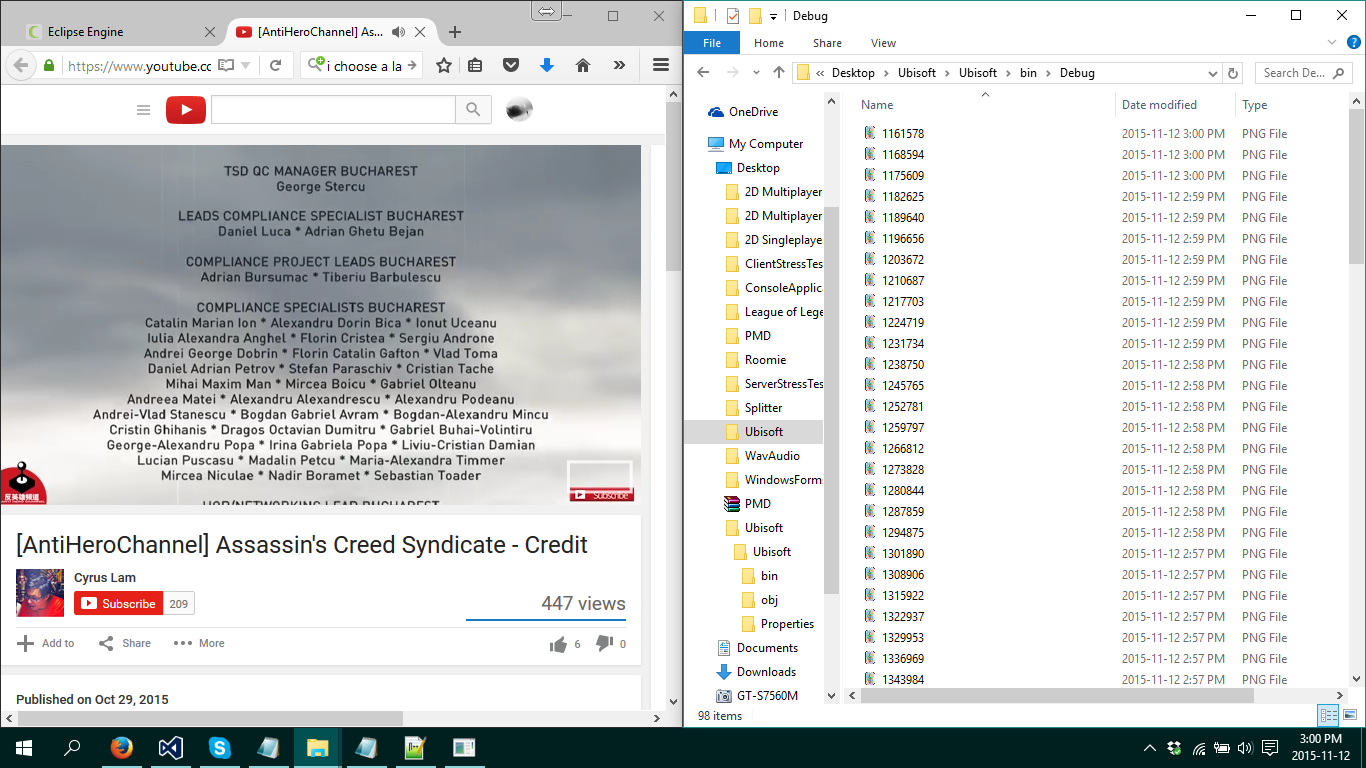 Eclipse Engine
[AntiHeroChannel] As...
https://www.youtube.cc
i choose a la
TSD QC MANAGER BUCHAREST
George Stercu
LEADS COMPLIANCE SPECIALIST BUCHAREST
Daniel Luca * Adrian Ghetu Bejan
COMPLIANCE PROJECT LEADS BUCHAREST
Adrian Bursumac * Tiberiu Barbulescu
COMPLIANCE SPECIALISTS BUCHAREST
Catalin Marian Ion * Alexandru Dorin Bica * Ionut Uceanu
Iulia Alexandra Anghel * Florin Cristea * Sergiu Androne
Andrei George Dobrin * Florin Catalin Gafton * Vlad Toma
Daniel Adrian Petrov * Stefan Paraschiv * Cristian Tache
Mihai Maxim Man * Mircea Boicu * Gabriel Olteanu
Andreea Matei * Alexandru Alexandrescu * Alexandru Podeanu
Andrei-Vlad Stanescu * Bogdan Gabriel Avram * Bogdan-Alexandru Mincu
Cristin Ghihanis * Dragos Octavian Dumitru * Gabriel Buhai-Volintiru
George-Alexandru Popa * Irina Gabriela Popa * Liviu-Cristian Damian
Lucian Puscasu * Madalin Petcu * Maria-Alexandra Timmer
Mircea Niculae * Nadir Boramet * Sebastian Toader
反英雄頻道
Subscribe
[AntiHeroChannel] Assassin's Creed Syndicate - Credit
Cyrus Lam
Subscribe 209
447 views
Add to Share More 6 0
Published on Oct 29, 2015
Debug
File Home Share View
« Desktop Ubisoft Ubisoft bin Debug
Search De...
OneDrive
My Computer
Desktop
2D Multiplayer
2D Multiplayer
2D Singleplaye
ClientStressTes
ConsoleApplic
League of Lege
PMD
Roomie
ServerStressTes
Splitter
Ubisoft
WavAudio
WindowsForm
PMD
Ubisoft
Ubisoft
bin
obj
Properties
Documents
Downloads
GT-S7560M
Name Date modified Type
1161578 2015-11-12 3:00 PM PNG File
1168594 2015-11-12 3:00 PM PNG File
1175609 2015-11-12 3:00 PM PNG File
1182625 2015-11-12 2:59 PM PNG File
1189640 2015-11-12 2:59 PM PNG File
1196656 2015-11-12 2:59 PM PNG File
1203672 2015-11-12 2:59 PM PNG File
1210687 2015-11-12 2:59 PM PNG File
1217703 2015-11-12 2:59 PM PNG File
1224719 2015-11-12 2:59 PM PNG File
1231734 2015-11-12 2:59 PM PNG File
1238750 2015-11-12 2:58 PM PNG File
1245765 2015-11-12 2:58 PM PNG File
1252781 2015-11-12 2:58 PM PNG File
1259797 2015-11-12 2:58 PM PNG File
1266812 2015-11-12 2:58 PM PNG File
1273828 2015-11-12 2:58 PM PNG File
1280844 2015-11-12 2:58 PM PNG File
1287859 2015-11-12 2:58 PM PNG File
1294875 2015-11-12 2:58 PM PNG File
1301890 2015-11-12 2:57 PM PNG File
1308906 2015-11-12 2:57 PM PNG File
1315922 2015-11-12 2:57 PM PNG File
1322937 2015-11-12 2:57 PM PNG File
1329953 2015-11-12 2:57 PM PNG File
1336969 2015-11-12 2:57 PM PNG File
1343984 2015-11-12 2:57 PM PNG File
98 items
3:00 PM
2015-11-12